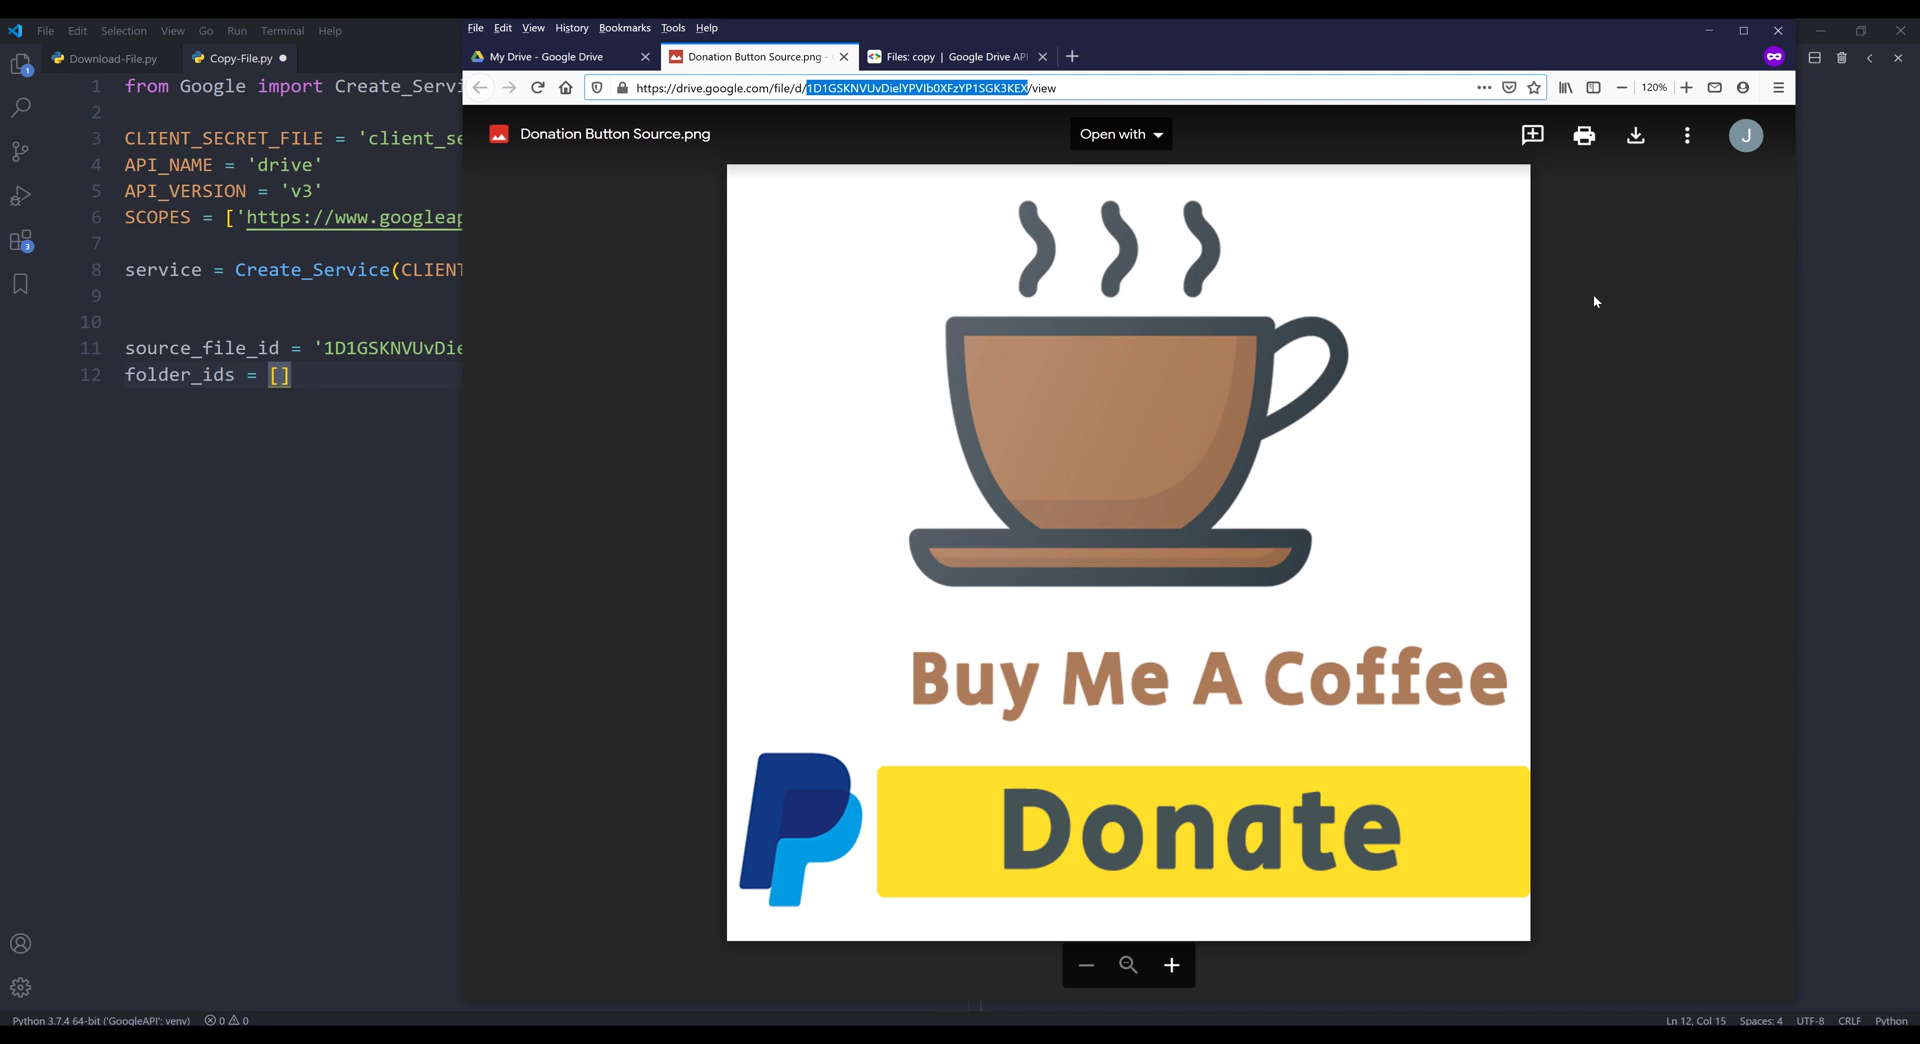 File Edit Selection View Go Run Terminal Help
Download-File.py Copy-File.py
1 from Google import Create_Servi
2
3 CLIENT_SECRET_FILE = 'client_se
4 API_NAME = 'drive'
5 API_VERSION = 'v3'
6 SCOPES = ['https://www.googleap
7
8 service = Create_Service(CLIENT
9
10
11 source_file_id = '1D1GSKNVUvDie
12 folder_ids = []
File Edit View History Bookmarks Tools Help
My Drive - Google Drive Donation Button Source.png - Files: copy | Google Drive API
https://drive.google.com/file/d/1D1GSKNVUvDielYPVIb0XFzYP1SGK3KEX/view 120%
Donation Button Source.png Open with J
Buy Me A Coffee
Donate
Python 3.7.4 64-bit ('GoogleAPI': venv) 0 0 Ln 12, Col 15 Spaces: 4 UTF-8 CRLF Python